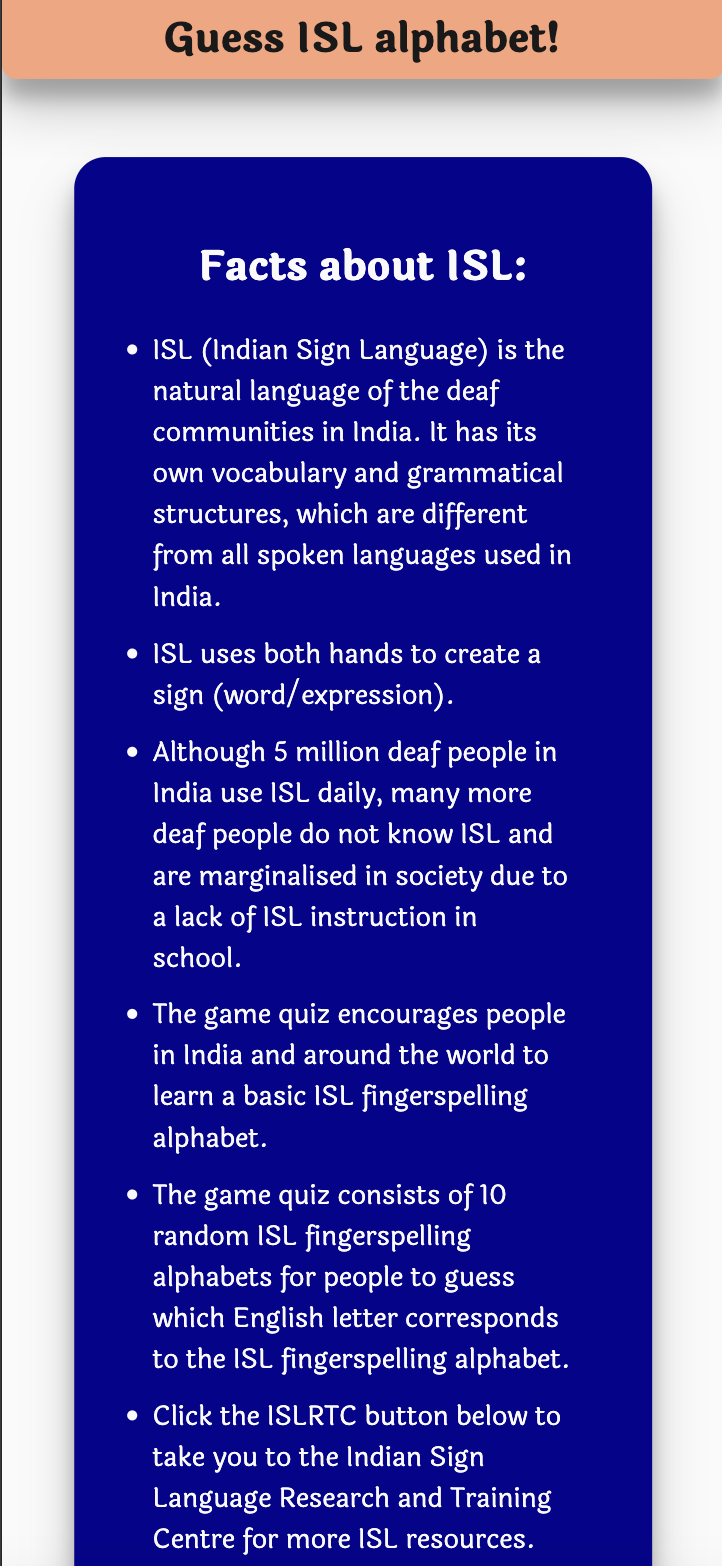 Guess ISL alphabet!
Facts about ISL:
• ISL (Indian Sign Language) is the
natural language of the deaf
communities in India. It has its
own vocabulary and grammatical
structures, which are different
from all spoken languages used in
India.
• ISL uses both hands to create a
sign (word/expression).
• Although 5 million deaf people in
India use ISL daily, many more
deaf people do not know ISL and
are marginalised in society due to
a lack of ISL instruction in
school.
• The game quiz encourages people
in India and around the world to
learn a basic ISL fingerspelling
alphabet.
• The game quiz consists of 10
random ISL fingerspelling
alphabets for people to guess
which English letter corresponds
to the ISL fingerspelling alphabet.
• Click the ISLRTC button below to
take you to the Indian Sign
Language Research and Training
Centre for more ISL resources.